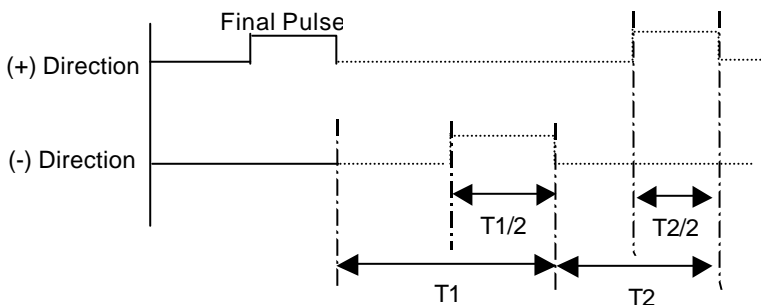 Final Pulse
(+) Direction
(-) Direction
T1/2
T2/2
T1
T2